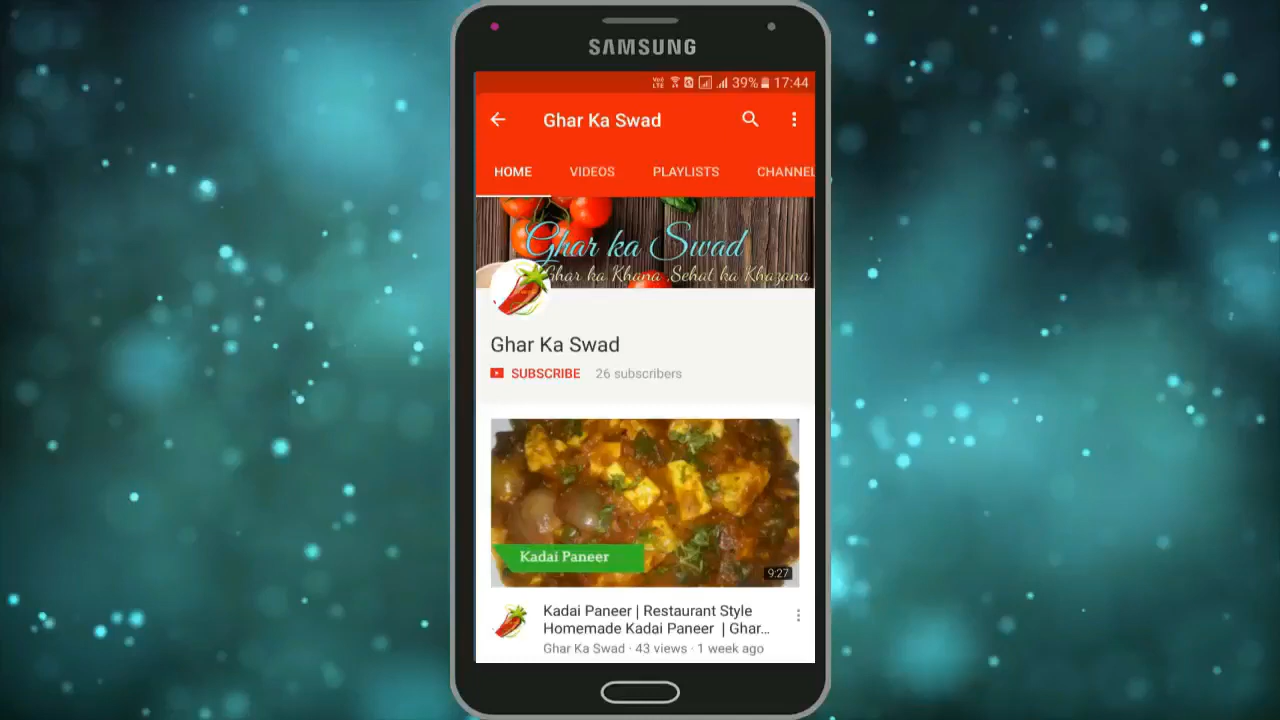 SAMSUNG
VoD LTE 39% 17:44
Ghar Ka Swad
HOME VIDEOS PLAYLISTS CHANNEL
Ghar ka Swad
Ghar ka Khana ,Sehat ka Khazana
Ghar Ka Swad
SUBSCRIBE 26 subscribers
Kadai Paneer
9:27
Kadai Paneer | Restaurant Style
Homemade Kadai Paneer | Ghar...
Ghar Ka Swad · 43 views · 1 week ago